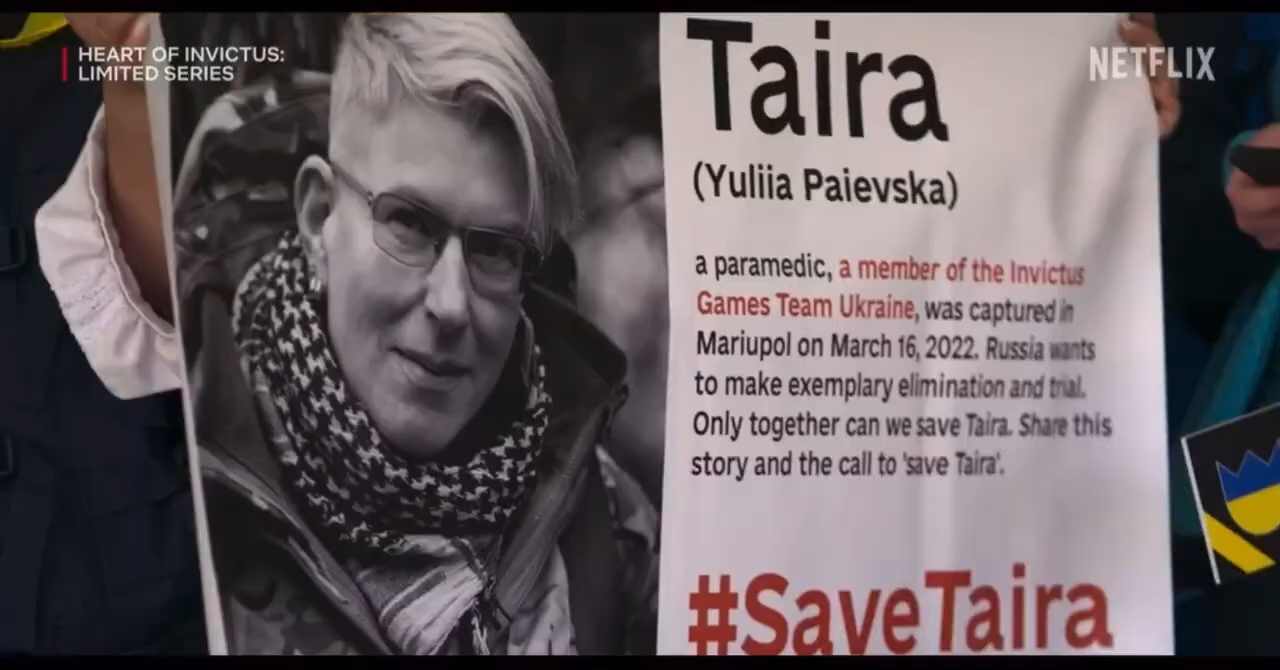 HEART OF INVICTUS:
LIMITED SERIES
NETFLIX
Taira
(Yuliia Paievska)
a paramedic, a member of the Invictus
Games Team Ukraine, was captured in
Mariupol on March 16, 2022. Russia wants
to make exemplary elimination and trial.
Only together can we save Taira. Share this
story and the call to 'save Taira'.
#SaveTaira